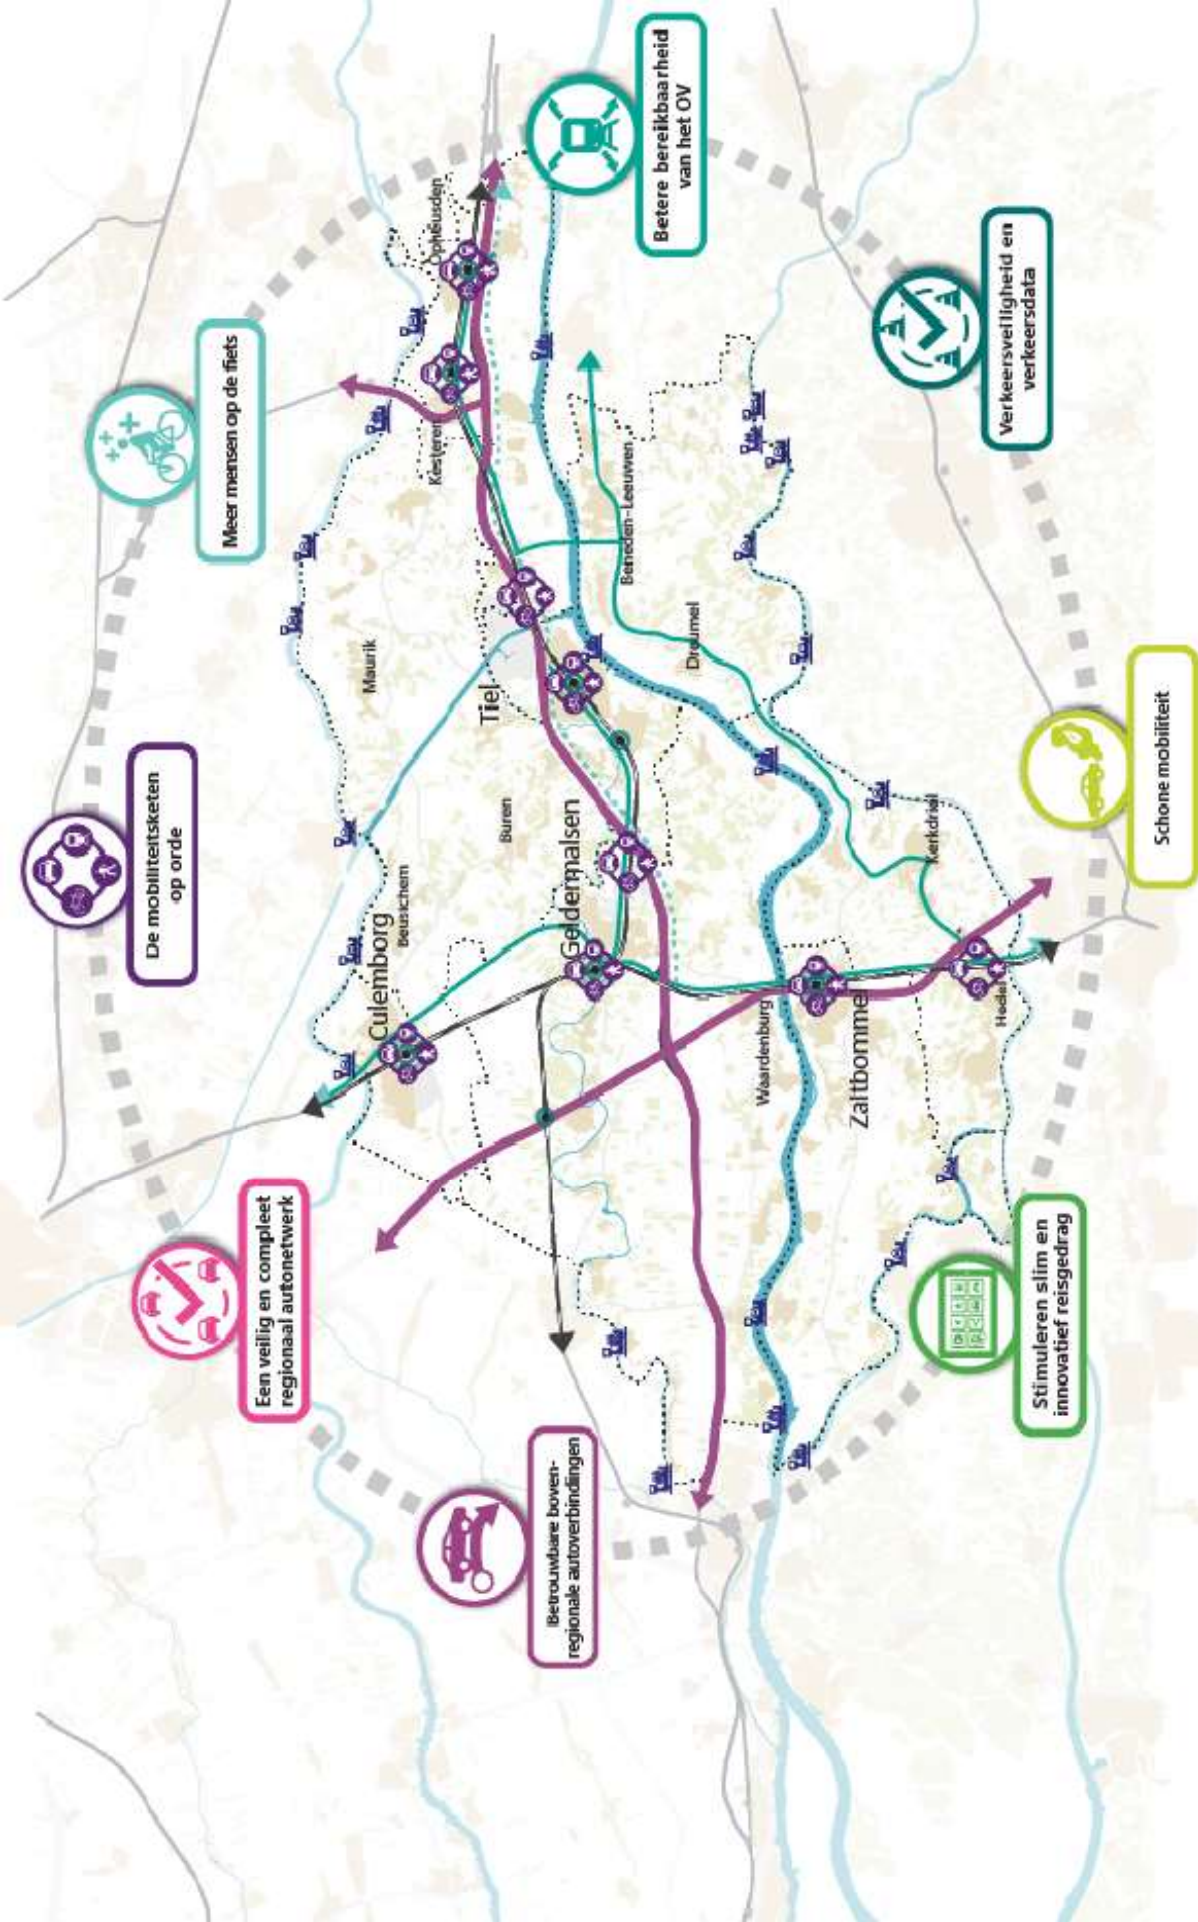 De mobiliteitsketen
op orde
Meer mensen op de fiets
Een veilig en compleet
regionaal autonetwerk
Betrouwbare boven-
regionale autoverbindingen
Betere bereikbaarheid
van het OV
Verkeersveiligheid en
verkeersdata
Schone mobiliteit
Stimuleren slim en
innovatief reisgedrag
Culemborg
Beusichem
Maurik
Buren
Geldermalsen
Tiel
Kesteren
Opheusden
Beneden-Leeuwen
Dreumel
Waardenburg
Zaltbommel
Kerkdriel
Hedel